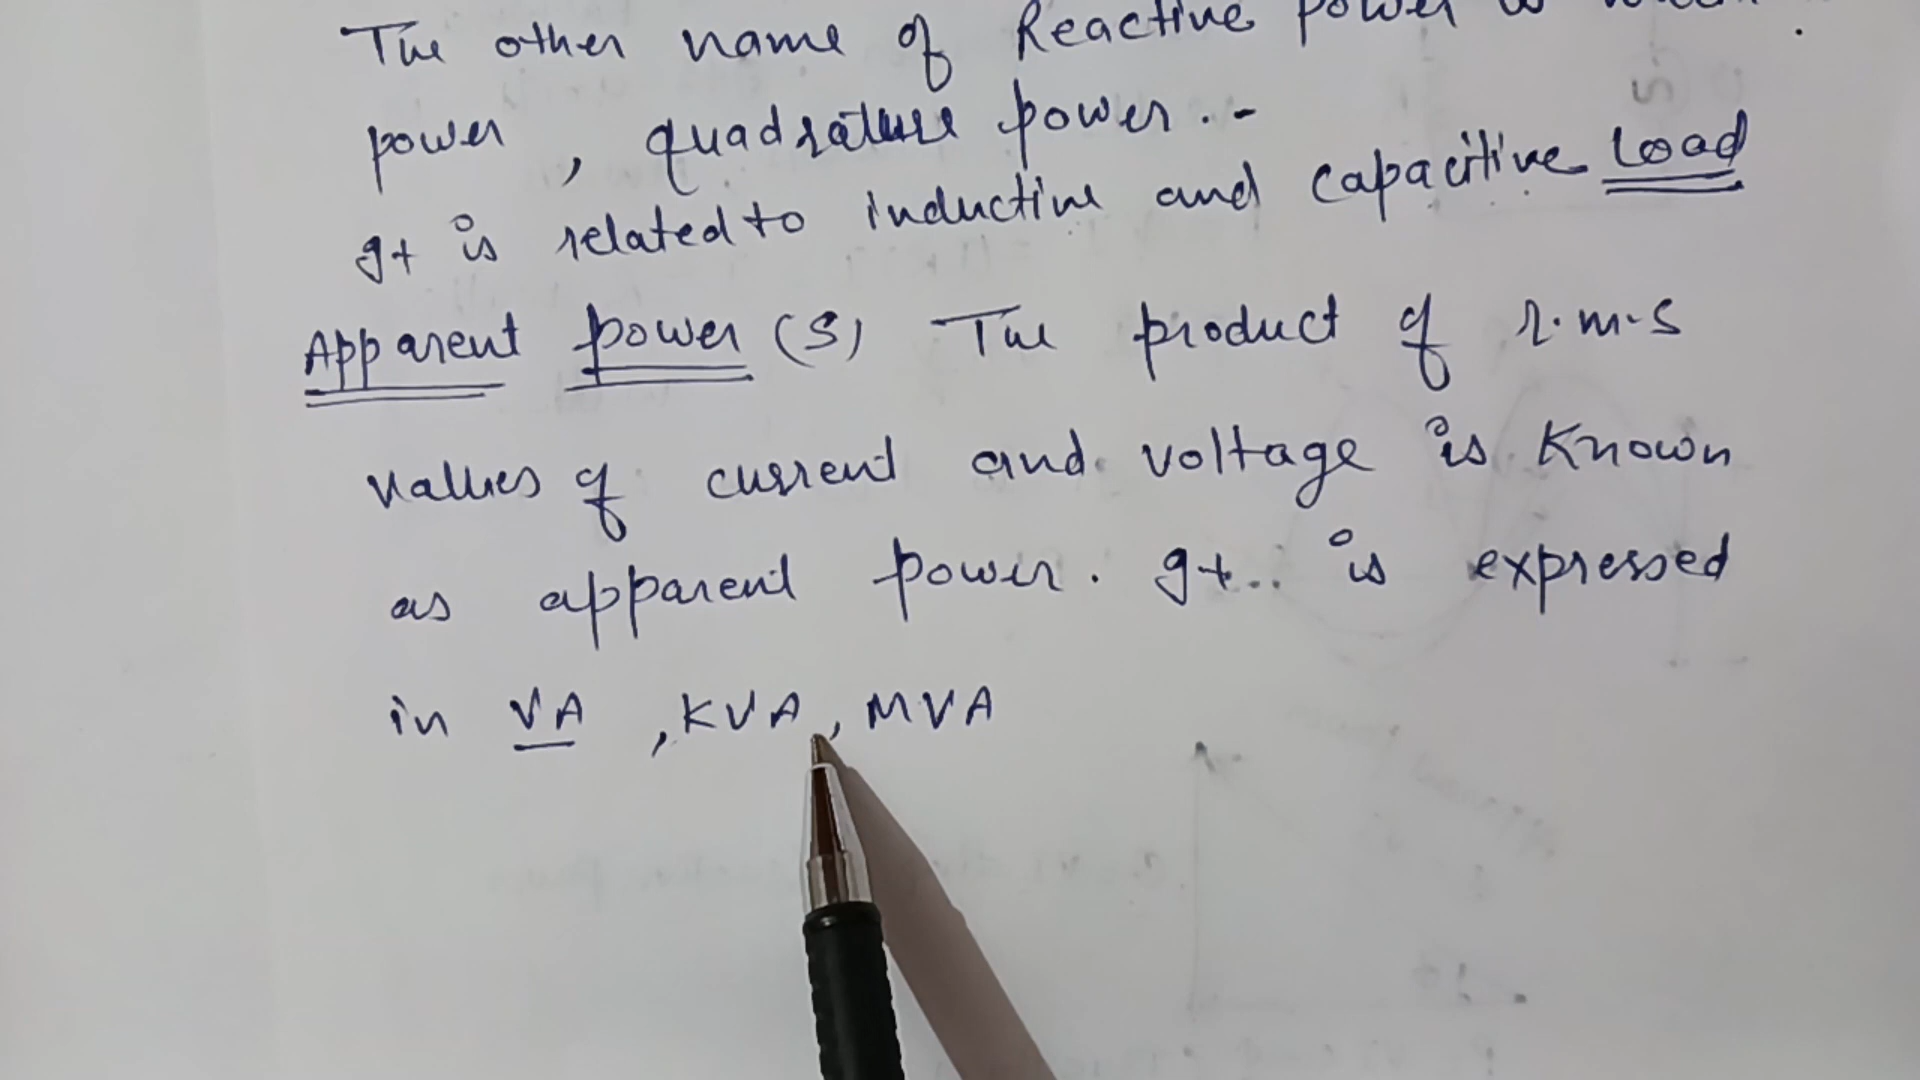 The other name of Reactive power is
power , quadrature power . -
It is related to inductive and capacitive Load
Apparent power (S) The product of r.m.s
values of current and voltage is known
as apparent power . It is expressed
in VA , KVA , MVA